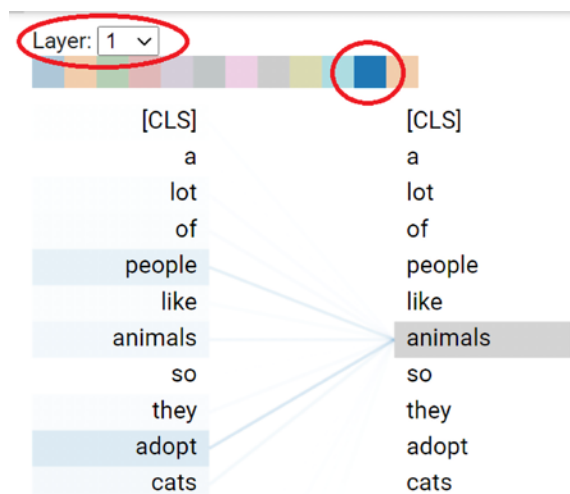 Layer: 1
[CLS] [CLS]
a a
lot lot
of of
people people
like like
animals animals
so so
they they
adopt adopt
cats cats